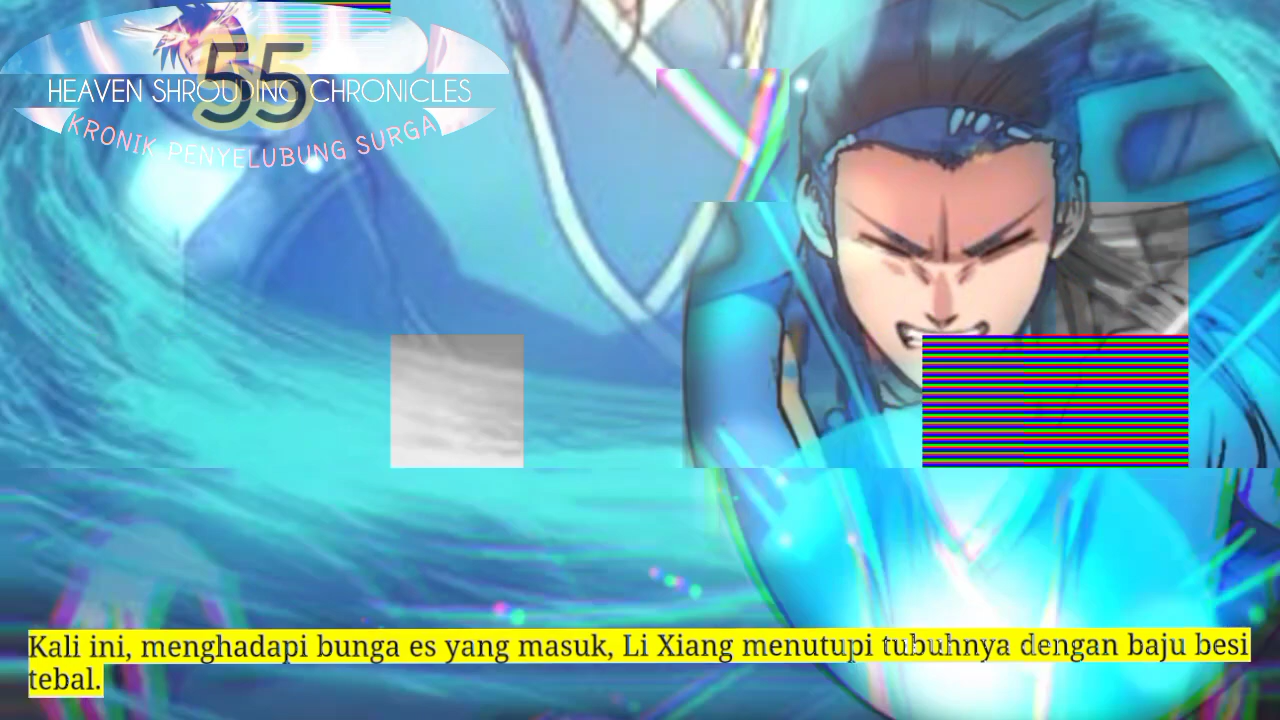 55
HEAVEN SHROUDING CHRONICLES
KRONIK PENYELUBUNG SURGA
Kali ini, menghadapi bunga es yang masuk, Li Xiang menutupi tubuhnya dengan baju besi
tebal.